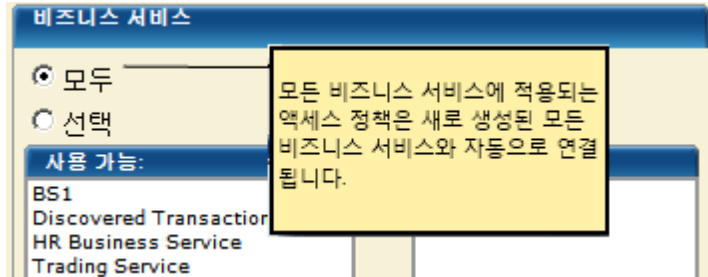 비즈니스 서비스
모두
선택
모든 비즈니스 서비스에 적용되는
액세스 정책은 새로 생성된 모든
비즈니스 서비스와 자동으로 연결
됩니다.
사용 가능:
BS1
Discovered Transaction
HR Business Service
Trading Service